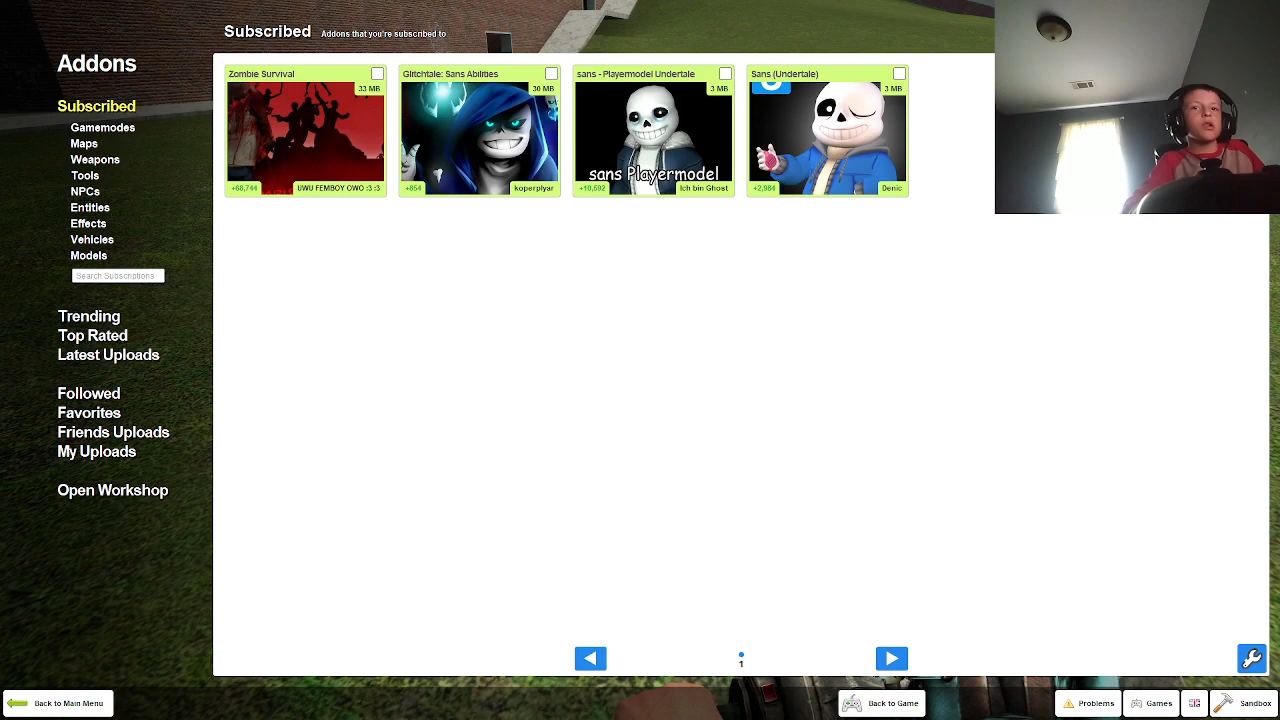 Subscribed Addons that you're subscribed to
Addons
Subscribed
Gamemodes
Maps
Weapons
Tools
NPCs
Entities
Effects
Vehicles
Models
Search Subscriptions
Trending
Top Rated
Latest Uploads
Followed
Favorites
Friends Uploads
My Uploads
Open Workshop
Zombie Survival
33 MB
+68,744
UWU FEMBOY OWO :3 :3
Glitchtale: Sans Abilities
30 MB
+854
koperplyar
sans - Playermodel Undertale
3 MB
sans Playermodel
+10,592
Ich bin Ghost
Sans (Undertale)
3 MB
+2,984
Denic
1
Back to Main Menu
Back to Game
Problems
Games
Sandbox